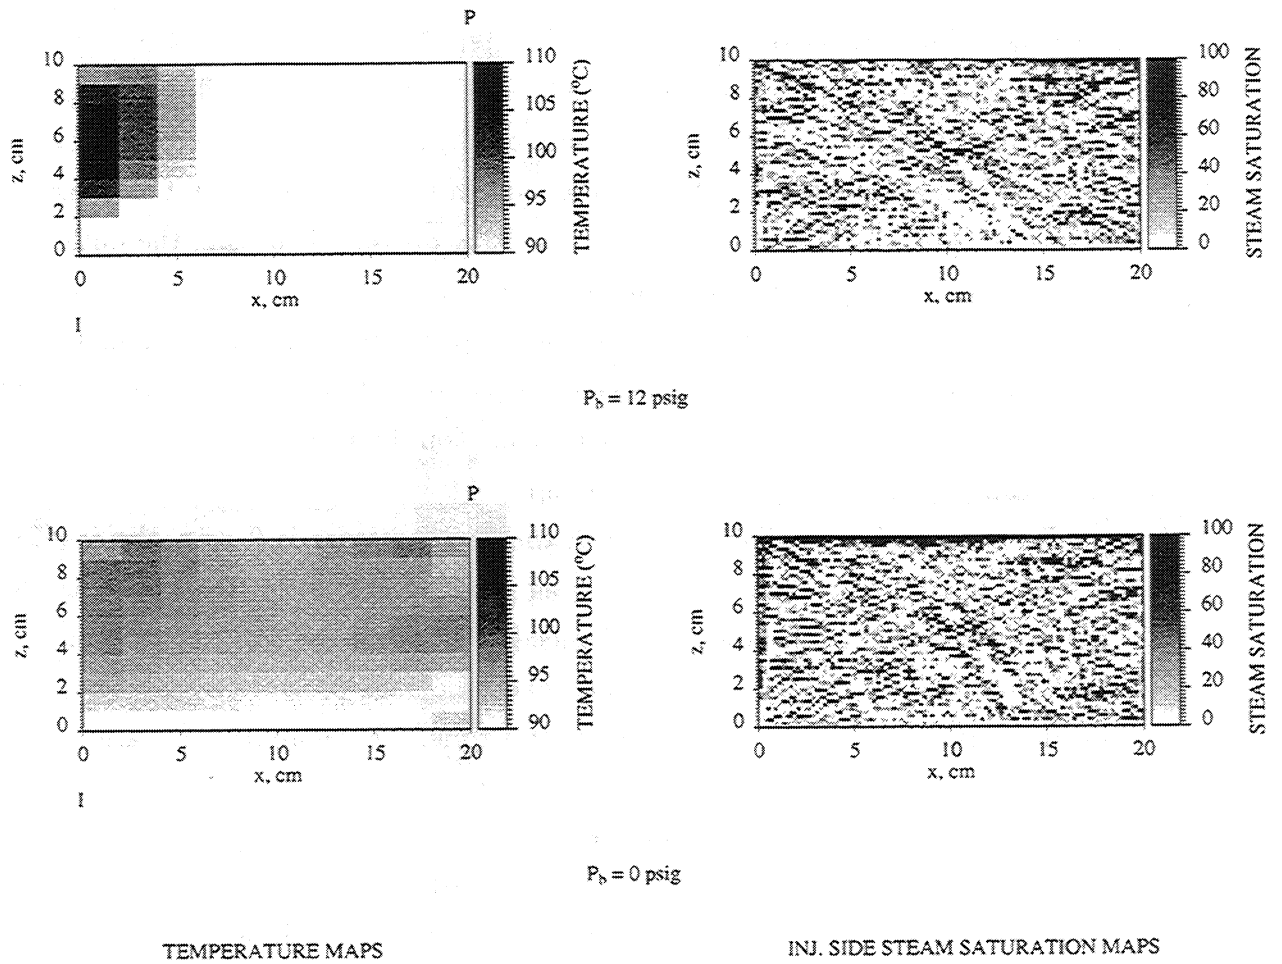 P
10
8
6
4
2
0
z, cm
0 5 10 15 20
x, cm
I
110
105
100
95
90
TEMPERATURE (°C)
10
8
6
4
2
0
z, cm
0 5 10 15 20
x, cm
100
80
60
40
20
0
STEAM SATURATION
P_b = 12 psig
P
10
8
6
4
2
0
z, cm
0 5 10 15 20
x, cm
I
110
105
100
95
90
TEMPERATURE (°C)
10
8
6
4
2
0
z, cm
0 5 10 15 20
x, cm
100
80
60
40
20
0
STEAM SATURATION
P_b = 0 psig
TEMPERATURE MAPS
INJ. SIDE STEAM SATURATION MAPS